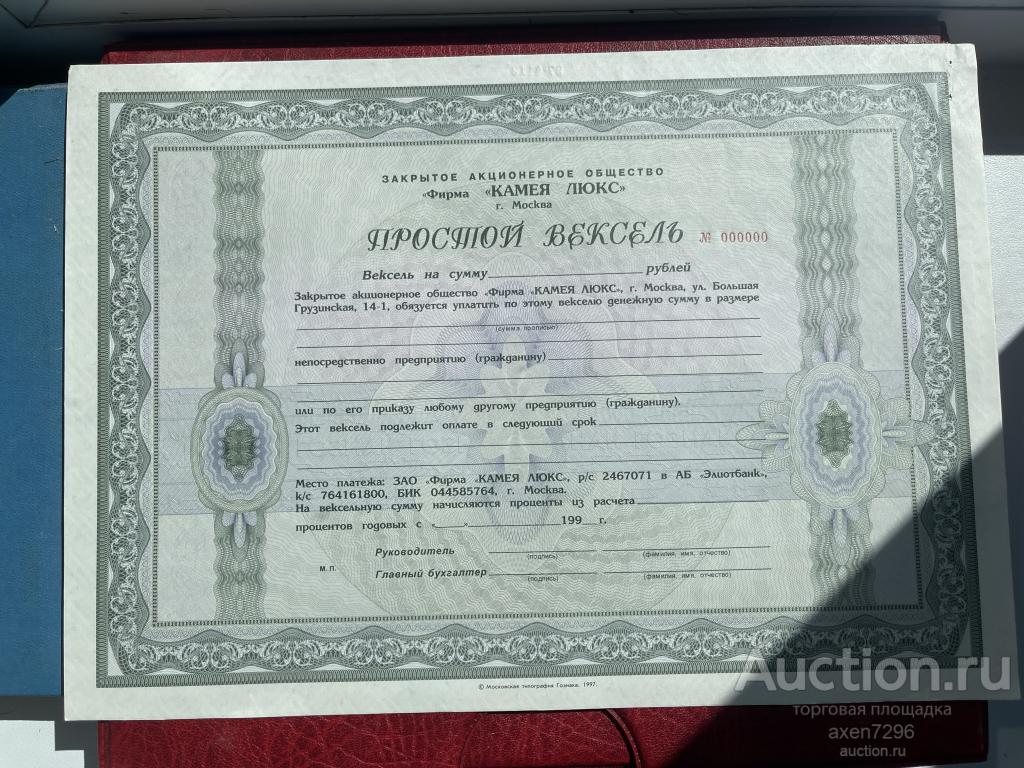 ЗАКРЫТОЕ АКЦИОНЕРНОЕ ОБЩЕСТВО
«Фирма «КАМЕЯ ЛЮКС»
г. Москва
ПРОСТОЙ ВЕКСЕЛЬ № 000000
Вексель на сумму рублей
Закрытое акционерное общество «Фирма «КАМЕЯ ЛЮКС», г. Москва, ул. Большая
Грузинская, 14-1, обязуется уплатить по этому векселю денежную сумму в размере
(сумма прописью)
непосредственно предприятию (гражданину)
или по его приказу любому другому предприятию (гражданину).
Этот вексель подлежит оплате в следующий срок
Место платежа: ЗАО «Фирма «КАМЕЯ ЛЮКС», р/с 2467071 в АБ «Элиотбанк»,
к/с 764161800, БИК 044585764, г. Москва.
На вексельную сумму начисляются проценты из расчета
процентов годовых с «___»______________199__ г.
Руководитель
(подпись) (фамилия, имя, отчество)
м.п.
Главный бухгалтер
(подпись) (фамилия, имя, отчество)
© Московская типография Гознака. 1997.
Auction.ru
торговая площадка
axen7296
auction.ru